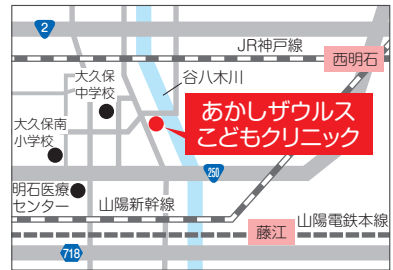 2
JR神戸線
西明石
大久保
中学校
谷八木川
あかしザウルス
こどもクリニック
大久保南
小学校
250
明石医療
センター
山陽新幹線
山陽電鉄本線
藤江
718